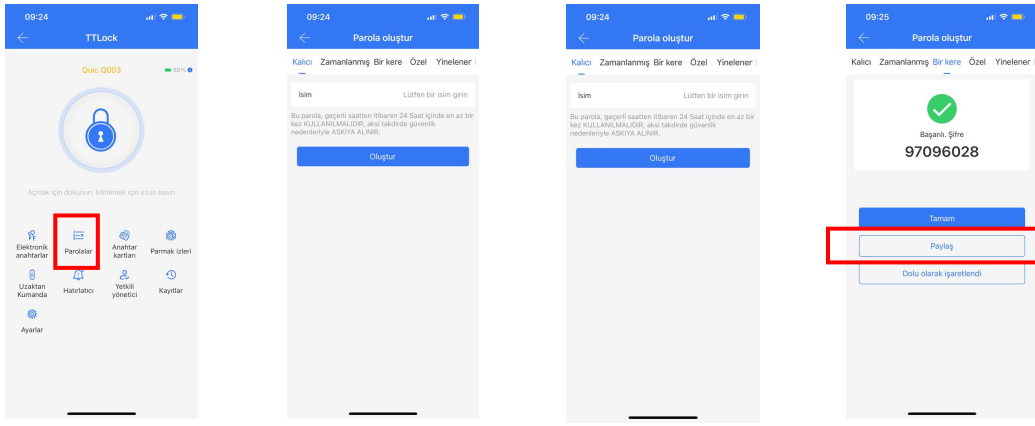 09:24
TTLock
Quic Q003
80%
Açmak için dokunun, kilitlemek için uzun basın
Elektronik anahtarlar
Parolalar
Anahtar kartları
Parmak izleri
Uzaktan Kumanda
Hatırlatıcı
Yetkili yönetici
Kayıtlar
Ayarlar
09:24
Parola oluştur
Kalıcı Zamanlanmış Bir kere Özel Yinelener
İsim Lütfen bir isim girin
Bu parola, geçerli saatten itibaren 24 Saat içinde en az bir
kez KULLANILMALIDIR, aksi takdirde güvenlik
nedenleriyle ASKIYA ALINIR.
Oluştur
09:24
Parola oluştur
Kalıcı Zamanlanmış Bir kere Özel Yinelener
İsim Lütfen bir isim girin
Bu parola, geçerli saatten itibaren 24 Saat içinde en az bir
kez KULLANILMALIDIR, aksi takdirde güvenlik
nedenleriyle ASKIYA ALINIR.
Oluştur
09:25
Parola oluştur
Kalıcı Zamanlanmış Bir kere Özel Yinelener
Başarılı. Şifre
97096028
Tamam
Paylaş
Dolu olarak işaretlendi